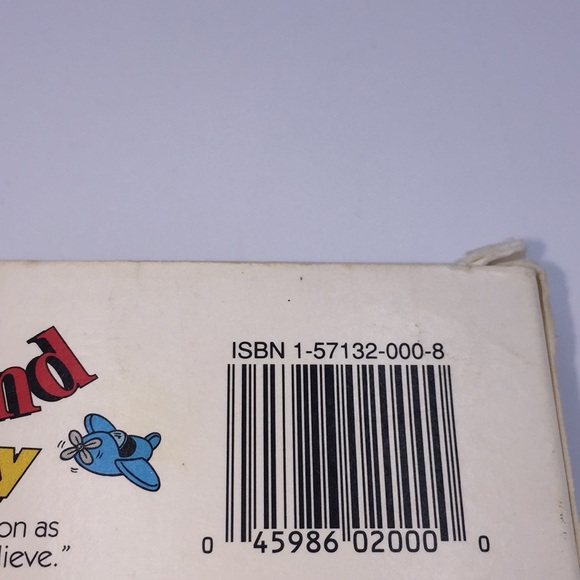 nd
y
on as
lieve."
ISBN 1-57132-000-8
0 45986 02000 0